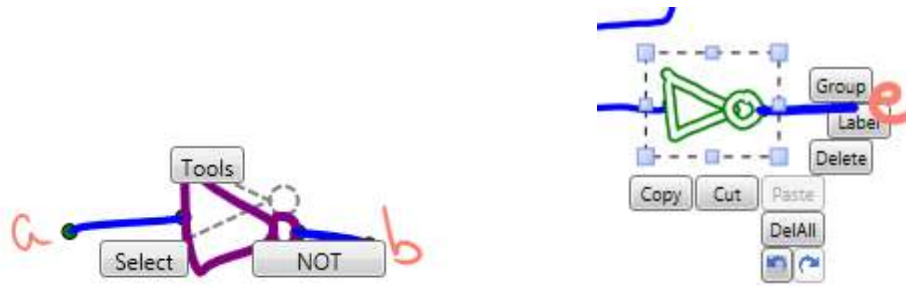 Tools
a
b
Select
NOT
Group
e
Label
Delete
Copy
Cut
Paste
DelAll